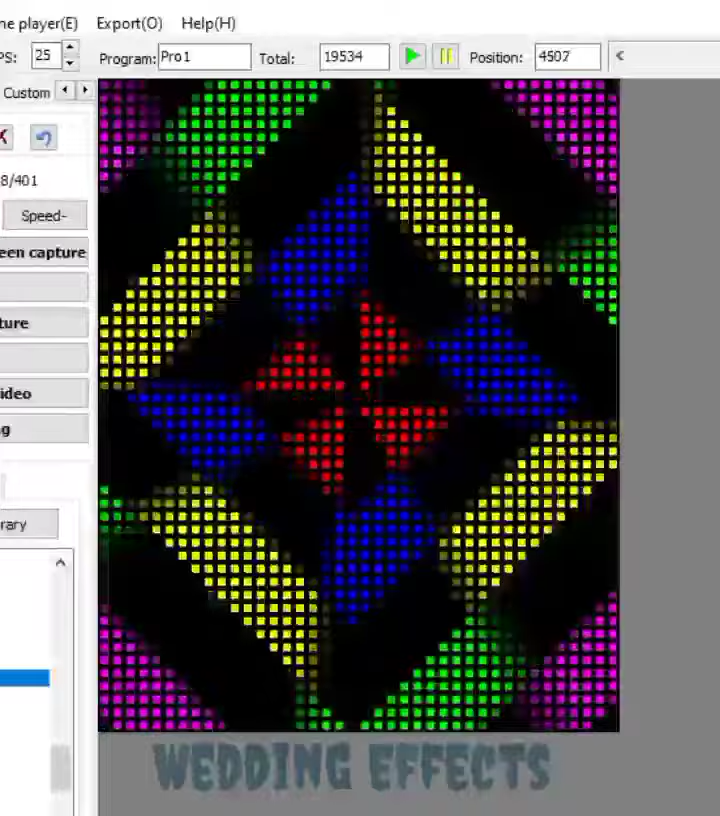 ne player(E) Export(O) Help(H)
PS: 25 Program: Pro1 Total: 19534 Position: 4507 <
Custom
X
8/401
Speed-
een capture
ture
ideo
g
rary
WEDDING EFFECTS